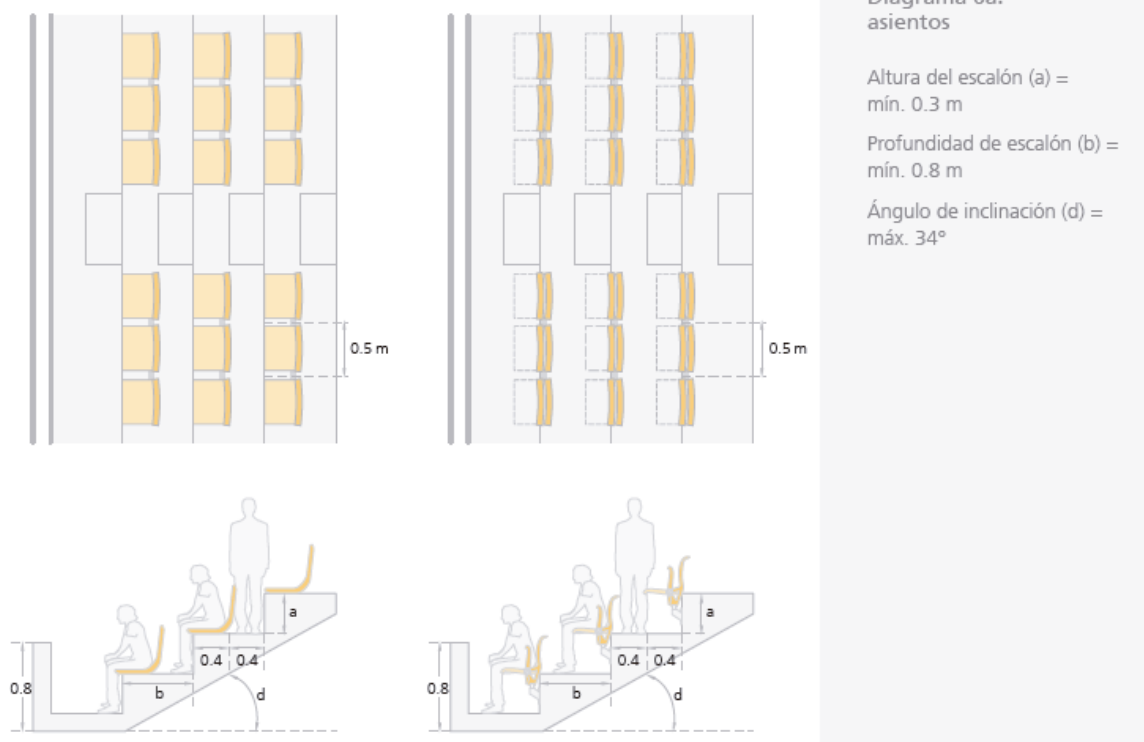 asientos
Altura del escalón (a) =
mín. 0.3 m
Profundidad de escalón (b) =
mín. 0.8 m
Ángulo de inclinación (d) =
máx. 34°
0.5 m
0.5 m
a
0.4 0.4
0.8
b
d
a
0.4 0.4
0.8
b
d